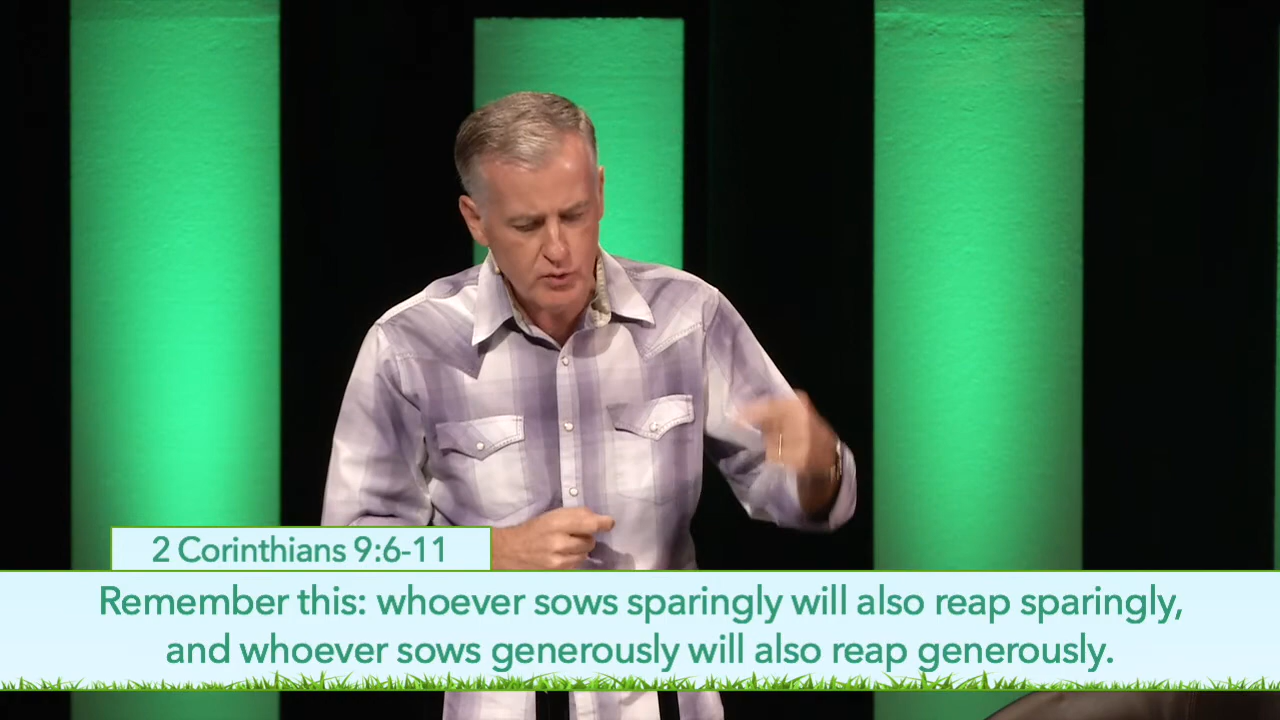 2 Corinthians 9:6-11
Remember this: whoever sows sparingly will also reap sparingly,
and whoever sows generously will also reap generously.